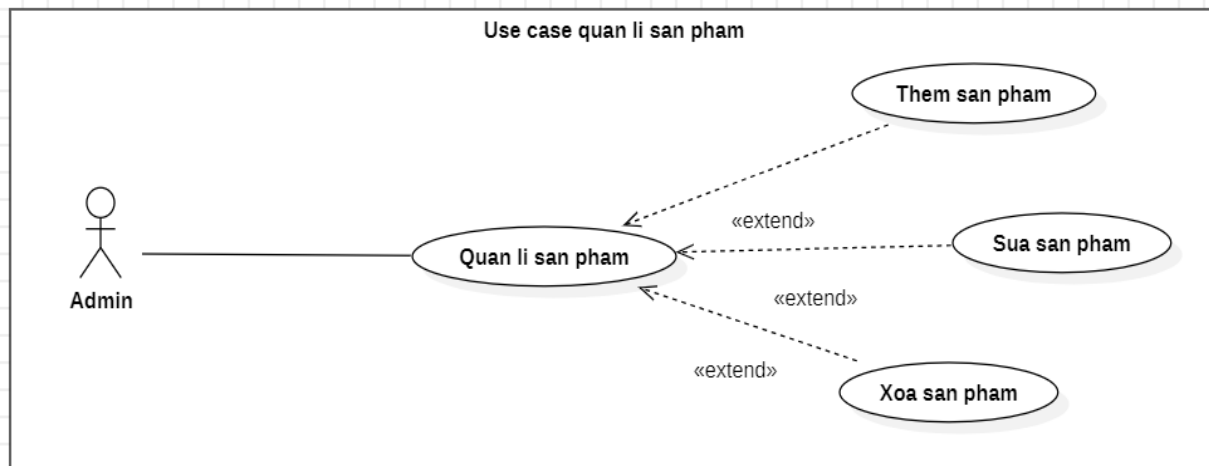 Use case quan li san pham
Them san pham
«extend»
Sua san pham
Quan li san pham
Admin
«extend»
«extend»
Xoa san pham